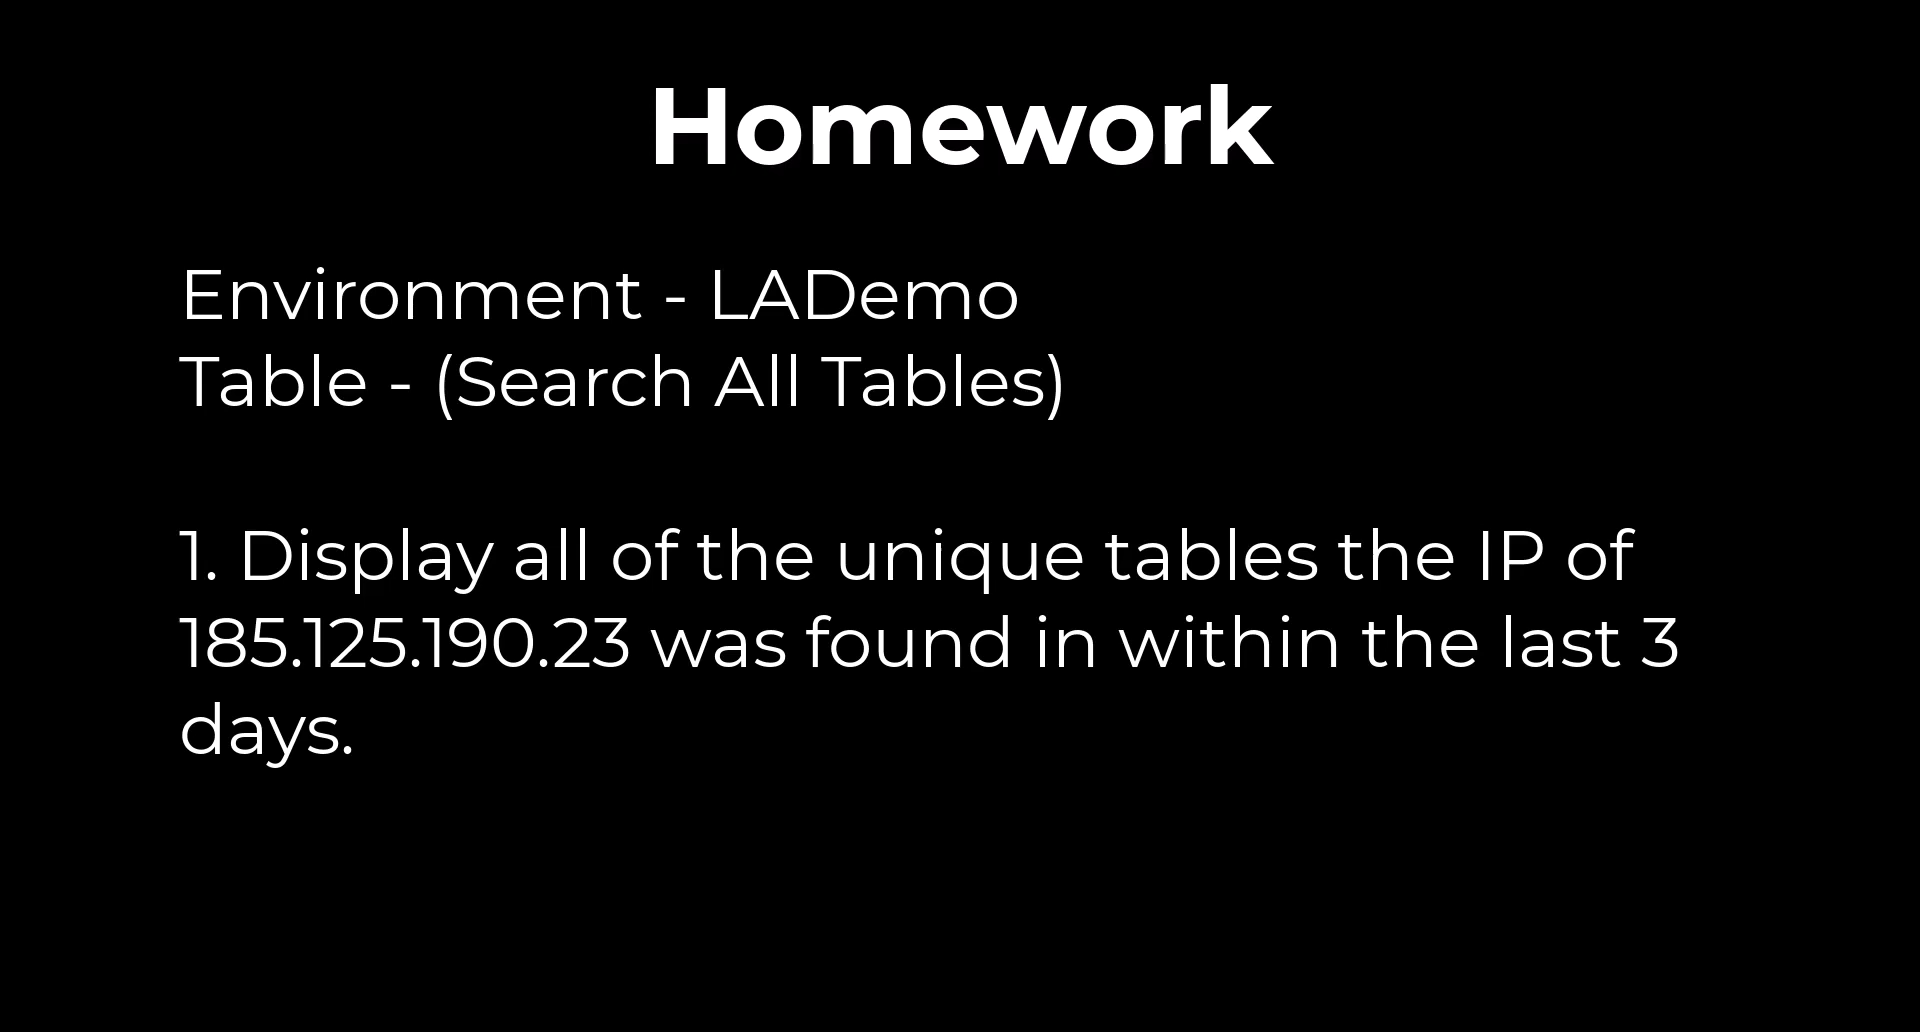 Homework
Environment - LADemo
Table - (Search All Tables)
1. Display all of the unique tables the IP of
185.125.190.23 was found in within the last 3
days.